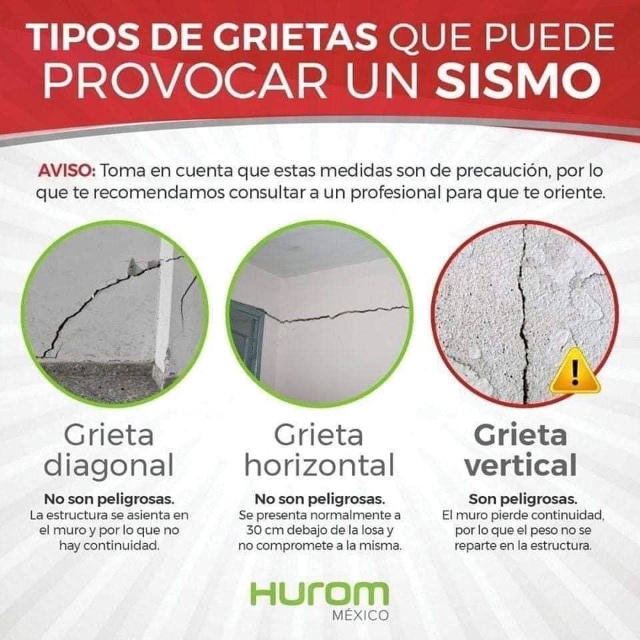 TIPOS DE GRIETAS QUE PUEDE
PROVOCAR UN SISMO
AVISO: Toma en cuenta que estas medidas son de precaución, por lo
que te recomendamos consultar a un profesional para que te oriente.
Grieta
diagonal
No son peligrosas.
La estructura se asienta en
el muro y por lo que no
hay continuidad.
Grieta
horizontal
No son peligrosas.
Se presenta normalmente a
30 cm debajo de la losa y
no compromete a la misma.
Grieta
vertical
Son peligrosas.
El muro pierde continuidad,
por lo que el peso no se
reparte en la estructura.
Hurom
MÉXICO